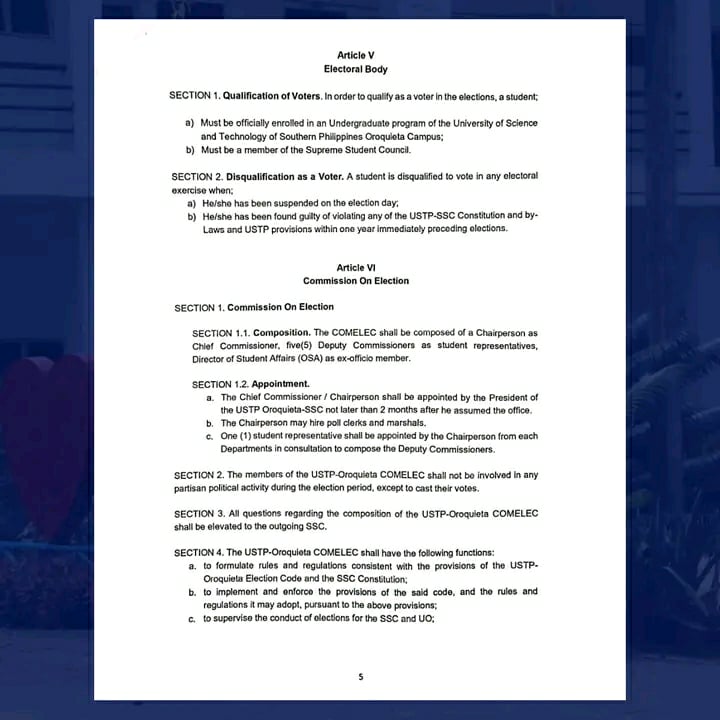 Article V
Electoral Body
SECTION 1. Qualification of Voters. In order to qualify as a voter in the elections, a student;
a) Must be officially enrolled in an Undergraduate program of the University of Science
and Technology of Southern Philippines Oroquieta Campus;
b) Must be a member of the Supreme Student Council.
SECTION 2. Disqualification as a Voter. A student is disqualified to vote in any electoral
exercise when;
a) He/she has been suspended on the election day;
b) He/she has been found guilty of violating any of the USTP-SSC Constitution and by-
Laws and USTP provisions within one year immediately preceding elections.
Article VI
Commission On Election
SECTION 1. Commission On Election
SECTION 1.1. Composition. The COMELEC shall be composed of a Chairperson as
Chief Commissioner, five(5) Deputy Commissioners as student representatives,
Director of Student Affairs (OSA) as ex-officio member.
SECTION 1.2. Appointment.
a. The Chief Commissioner / Chairperson shall be appointed by the President of
the USTP Oroquieta-SSC not later than 2 months after he assumed the office.
b. The Chairperson may hire poll clerks and marshals.
c. One (1) student representative shall be appointed by the Chairperson from each
Departments in consultation to compose the Deputy Commissioners.
SECTION 2. The members of the USTP-Oroquieta COMELEC shall not be involved in any
partisan political activity during the election period, except to cast their votes.
SECTION 3. All questions regarding the composition of the USTP-Oroquieta COMELEC
shall be elevated to the outgoing SSC.
SECTION 4. The USTP-Oroquieta COMELEC shall have the following functions:
a. to formulate rules and regulations consistent with the provisions of the USTP-
Oroquieta Election Code and the SSC Constitution;
b. to implement and enforce the provisions of the said code, and the rules and
regulations it may adopt, pursuant to the above provisions;
c. to supervise the conduct of elections for the SSC and UO;
5